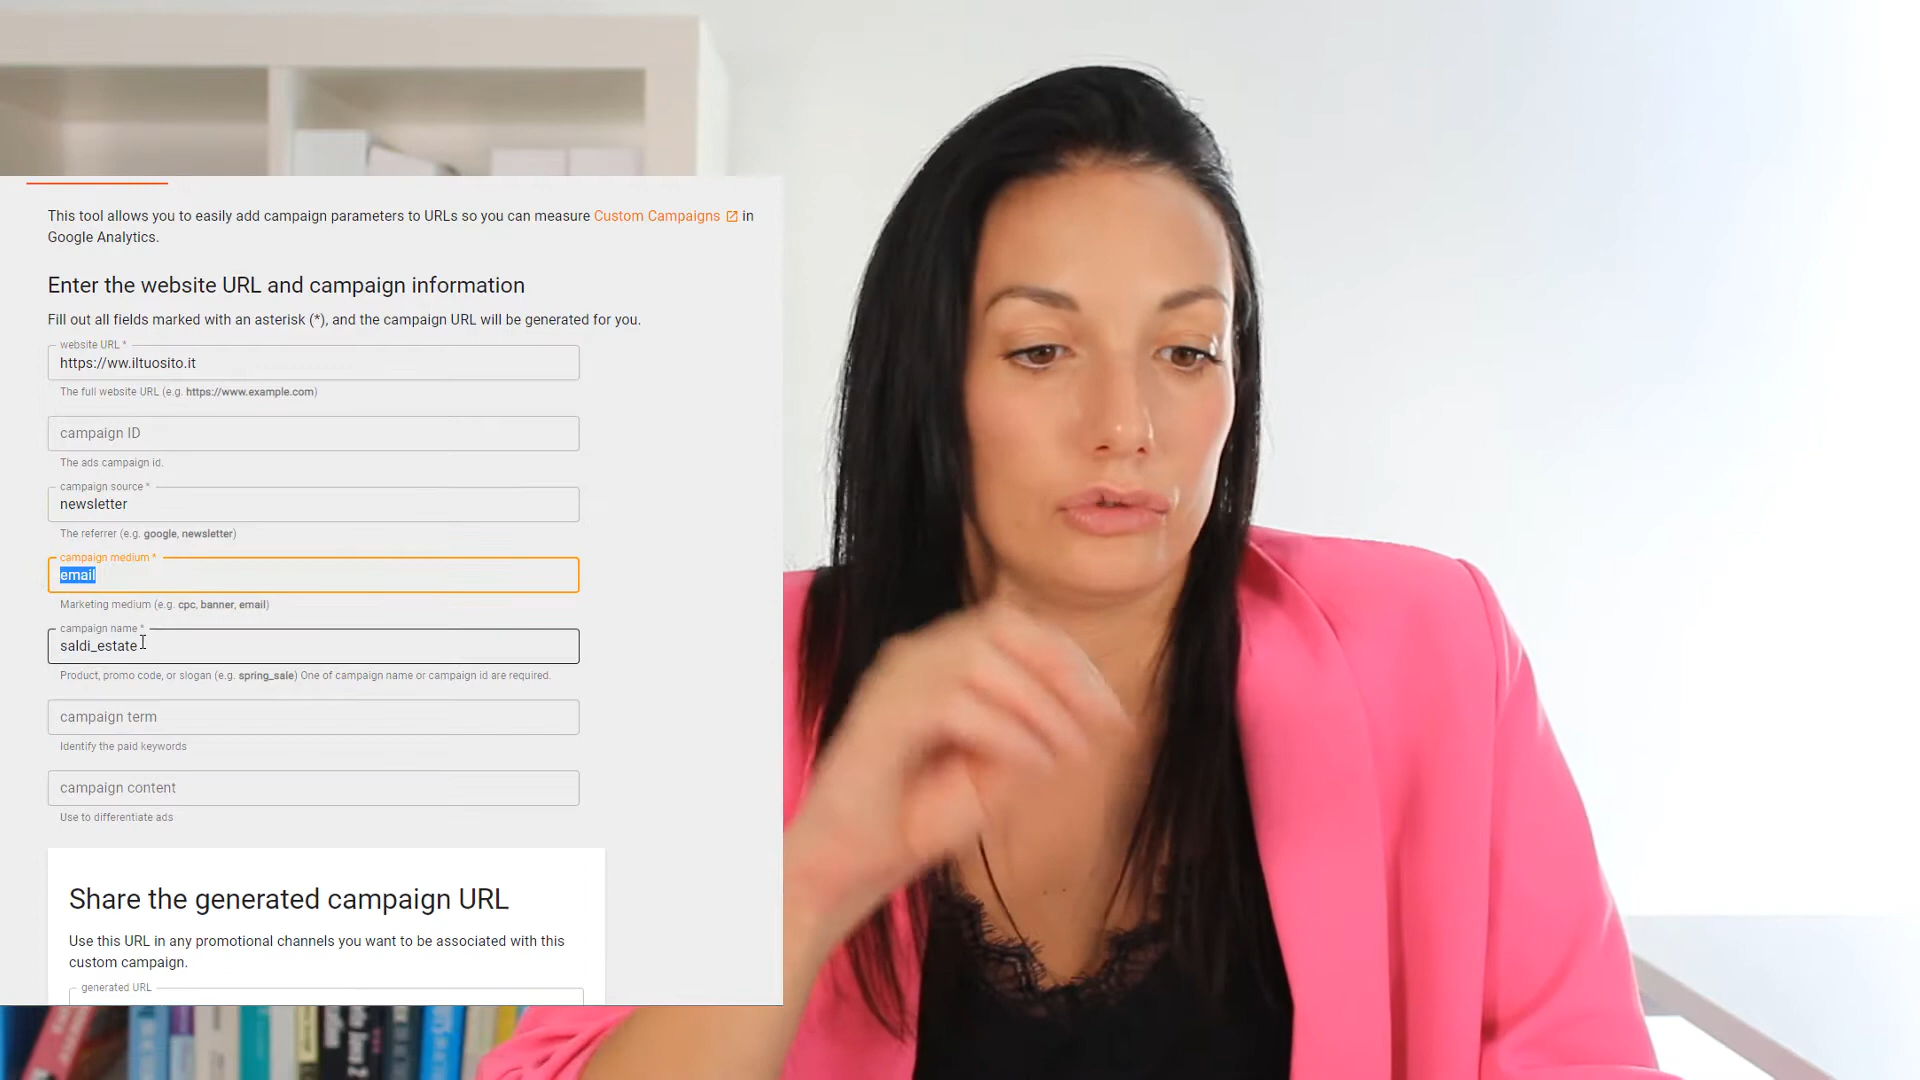 This tool allows you to easily add campaign parameters to URLs so you can measure Custom Campaigns in
Google Analytics.
Enter the website URL and campaign information
Fill out all fields marked with an asterisk (*), and the campaign URL will be generated for you.
website URL *
https://ww.iltuosito.it
The full website URL (e.g. https://www.example.com)
campaign ID
The ads campaign id.
campaign source *
newsletter
The referrer (e.g. google, newsletter)
campaign medium *
email
Marketing medium (e.g. cpc, banner, email)
campaign name *
saldi_estate
Product, promo code, or slogan (e.g. spring_sale) One of campaign name or campaign id are required.
campaign term
Identify the paid keywords
campaign content
Use to differentiate ads
Share the generated campaign URL
Use this URL in any promotional channels you want to be associated with this
custom campaign.
generated URL